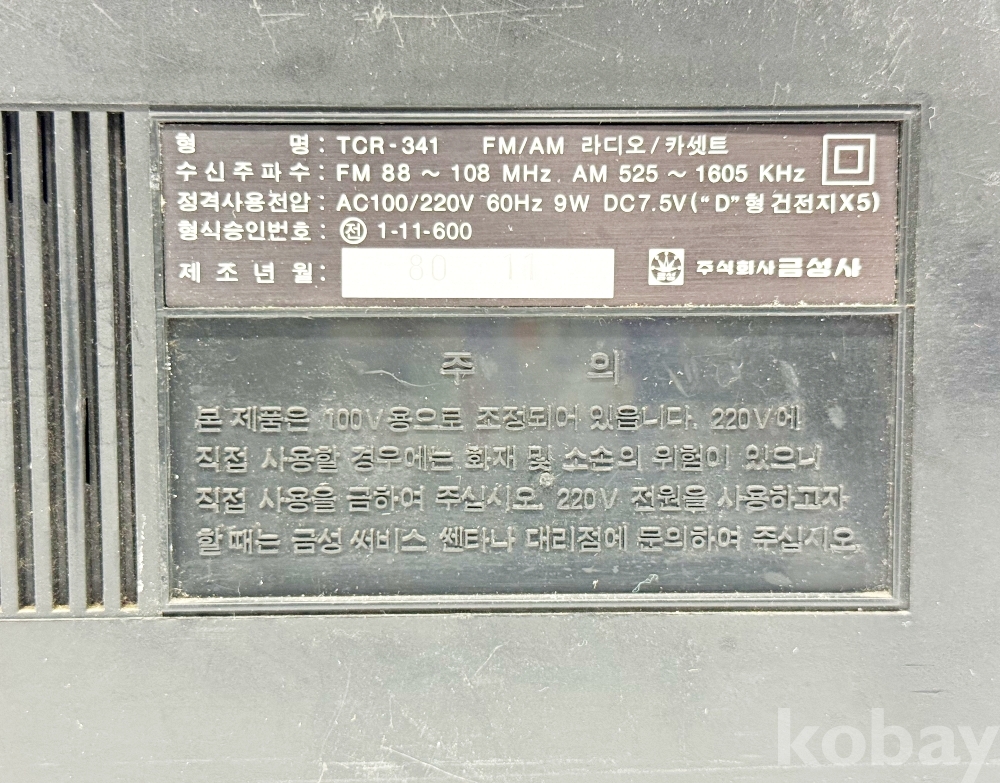 형 명 : TCR-341 FM/AM 라디오/카셋트
수신주파수 : FM 88 ~ 108 MHz. AM 525 ~ 1605 KHz
정격사용전압 : AC100/220V 60Hz 9W DC7.5V(“D”형건전지X5)
형식승인번호 : 전 1-11-600
제조년월 : 80 11
주식회사금성사
주 의
본 제품은 100V용으로 조정되어 있읍니다. 220V에
직접 사용할 경우에는 화재 및 소손의 위험이 있으니
직접 사용을 금하여 주십시오. 220V 전원을 사용하고자
할때는 금성 써비스 쎈타나 대리점에 문의하여 주십지오.
kobay